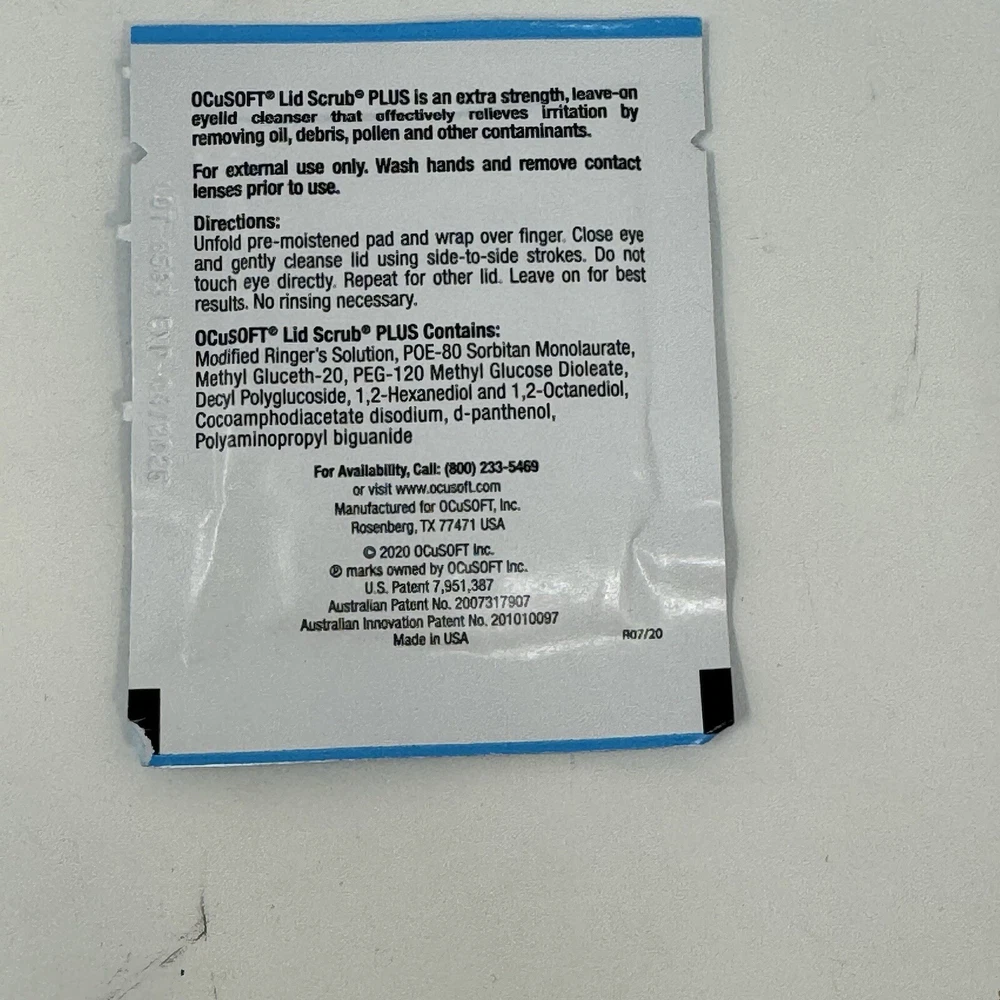 OCuSOFT® Lid Scrub® PLUS is an extra strength, leave-on
eyelid cleanser that effectively relieves irritation by
removing oil, debris, pollen and other contaminants.
For external use only. Wash hands and remove contact
lenses prior to use.
Directions:
Unfold pre-moistened pad and wrap over finger. Close eye
and gently cleanse lid using side-to-side strokes. Do not
touch eye directly. Repeat for other lid. Leave on for best
results. No rinsing necessary.
OCuSOFT® Lid Scrub® PLUS Contains:
Modified Ringer's Solution, POE-80 Sorbitan Monolaurate,
Methyl Gluceth-20, PEG-120 Methyl Glucose Dioleate,
Decyl Polyglucoside, 1,2-Hexanediol and 1,2-Octanediol,
Cocoamphodiacetate disodium, d-panthenol,
Polyaminopropyl biguanide
For Availability, Call: (800) 233-5469
or visit www.ocusoft.com
Manufactured for OCuSOFT, Inc.
Rosenberg, TX 77471 USA
© 2020 OCuSOFT Inc.
® marks owned by OCuSOFT Inc.
U.S. Patent 7,951,387
Australian Patent No. 2007317907
Australian Innovation Patent No. 201010097
Made in USA
R07/20